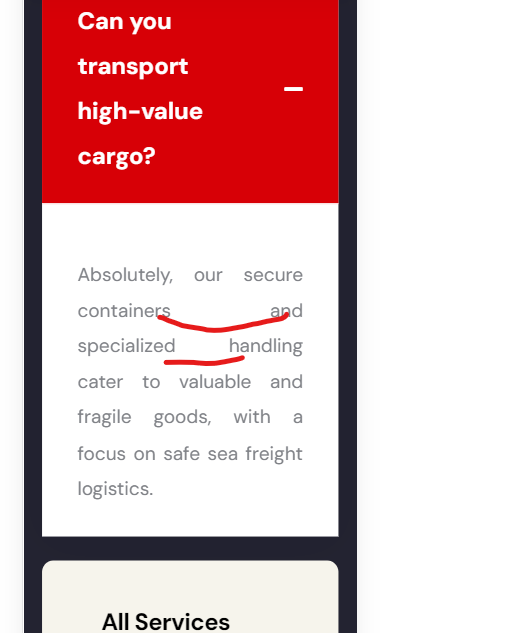 Can you
transport
high-value
cargo?
Absolutely, our secure
containers and
specialized handling
cater to valuable and
fragile goods, with a
focus on safe sea freight
logistics.
All Services